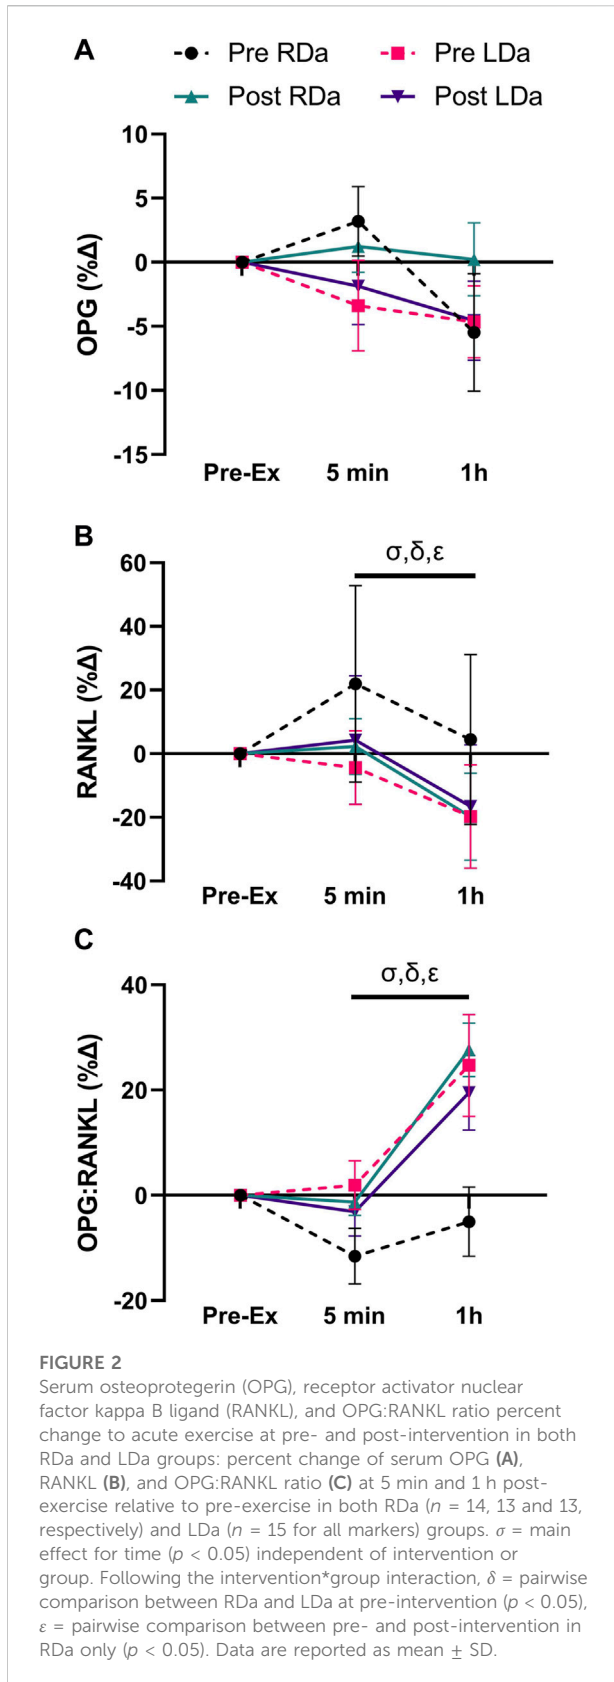 A
Pre RDa Pre LDa
Post RDa Post LDa
10
5
0
-5
-10
-15
OPG (%Δ)
Pre-Ex 5 min 1h
B
σ,δ,ε
60
40
20
0
-20
-40
RANKL (%Δ)
Pre-Ex 5 min 1h
C
σ,δ,ε
40
20
0
-20
OPG:RANKL (%Δ)
Pre-Ex 5 min 1h
FIGURE 2
Serum osteoprotegerin (OPG), receptor activator nuclear
factor kappa B ligand (RANKL), and OPG:RANKL ratio percent
change to acute exercise at pre- and post-intervention in both
RDa and LDa groups: percent change of serum OPG (A),
RANKL (B), and OPG:RANKL ratio (C) at 5 min and 1 h post-
exercise relative to pre-exercise in both RDa (n = 14, 13 and 13,
respectively) and LDa (n = 15 for all markers) groups. σ = main
effect for time (p < 0.05) independent of intervention or
group. Following the intervention*group interaction, δ = pairwise
comparison between RDa and LDa at pre-intervention (p < 0.05),
ε = pairwise comparison between pre- and post-intervention in
RDa only (p < 0.05). Data are reported as mean ± SD.